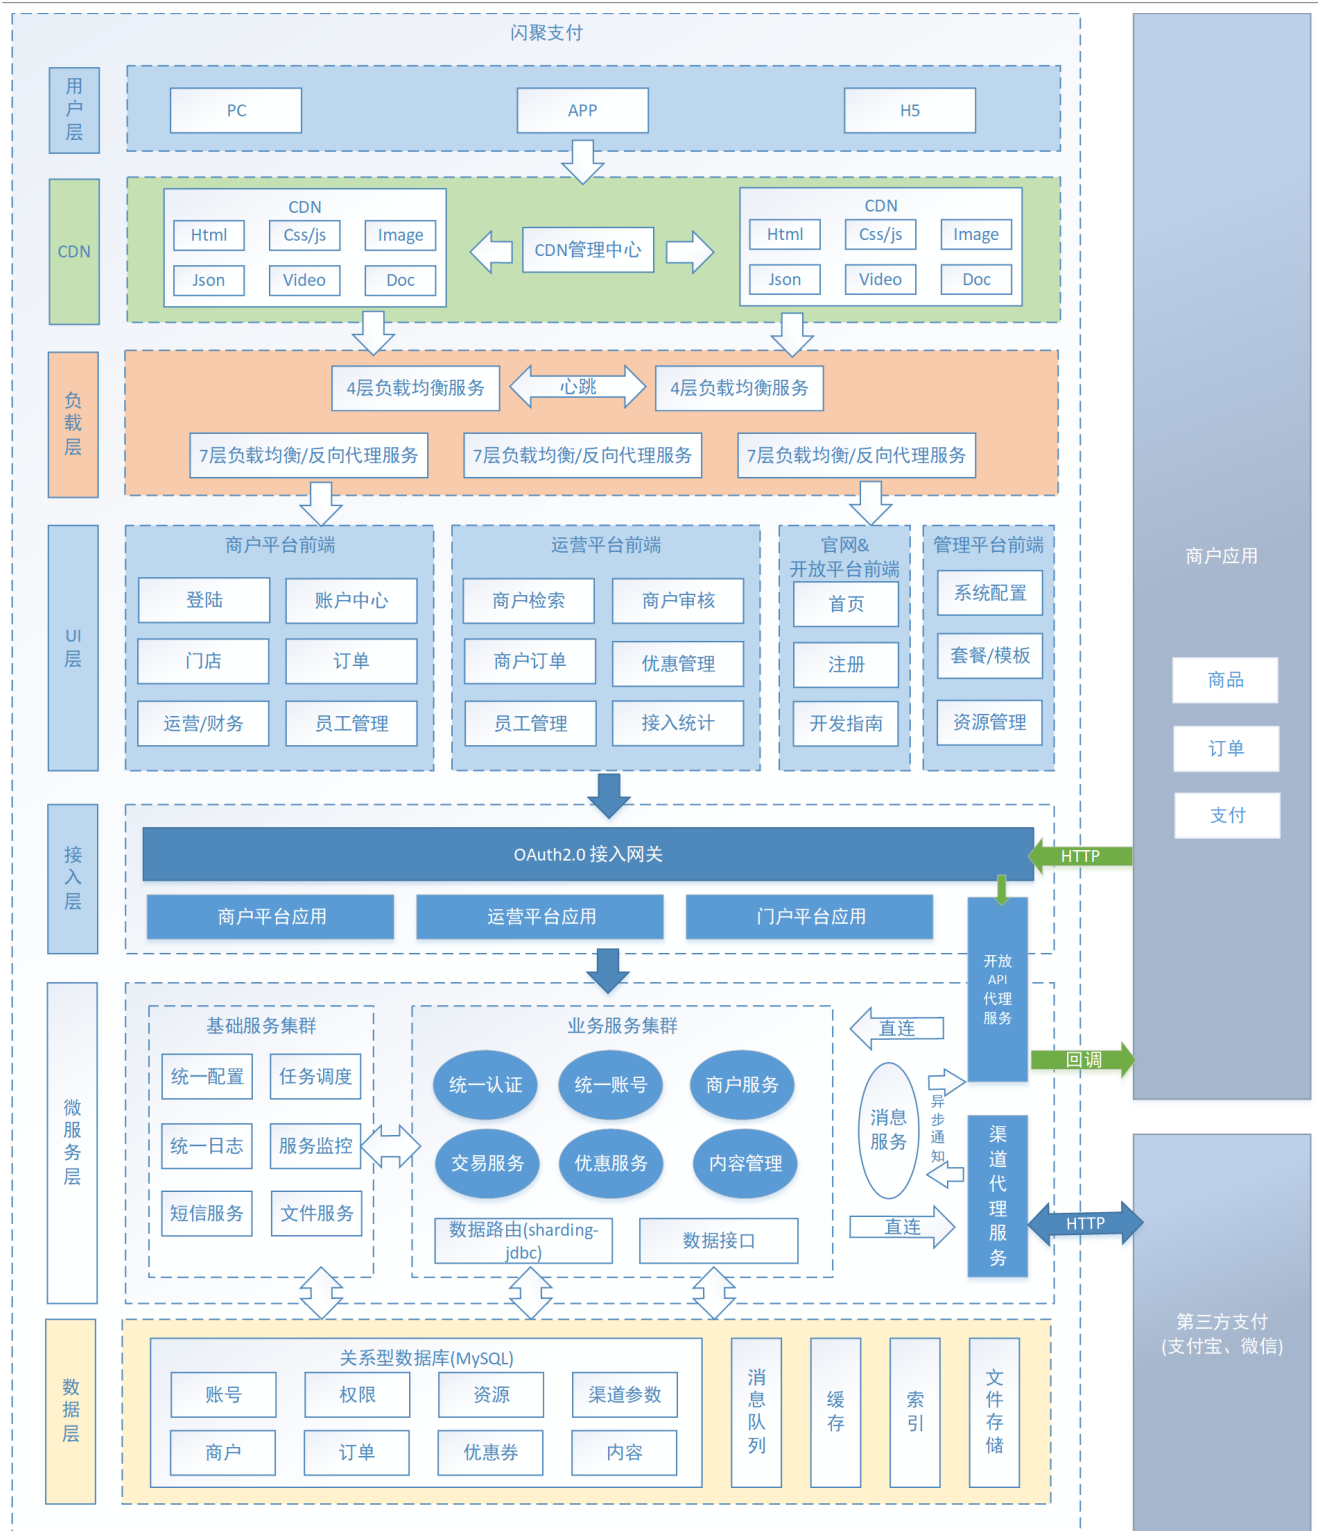 闪聚支付
用
户
层
PC
APP
H5
CDN
CDN
Html
Css/js
Image
Json
Video
Doc
CDN管理中心
CDN
Html
Css/js
Image
Json
Video
Doc
负
载
层
4层负载均衡服务
心跳
4层负载均衡服务
7层负载均衡/反向代理服务
7层负载均衡/反向代理服务
7层负载均衡/反向代理服务
UI
层
商户平台前端
登陆
账户中心
门店
订单
运营/财务
员工管理
运营平台前端
商户检索
商户审核
商户订单
优惠管理
员工管理
接入统计
官网&
开放平台前端
首页
注册
开发指南
管理平台前端
系统配置
套餐/模板
资源管理
接
入
层
OAuth2.0 接入网关
商户平台应用
运营平台应用
门户平台应用
HTTP
开放
API
代理
服务
回调
微
服
务
层
基础服务集群
统一配置
任务调度
统一日志
服务监控
短信服务
文件服务
业务服务集群
统一认证
统一账号
商户服务
交易服务
优惠服务
内容管理
数据路由(sharding-
jdbc)
数据接口
直连
消息
服务
异
步
通
知
直连
渠
道
代
理
服
务
HTTP
数
据
层
关系型数据库(MySQL)
账号
权限
资源
渠道参数
商户
订单
优惠券
内容
消
息
队
列
缓
存
索
引
文
件
存
储
商户应用
商品
订单
支付
第三方支付
(支付宝、微信)